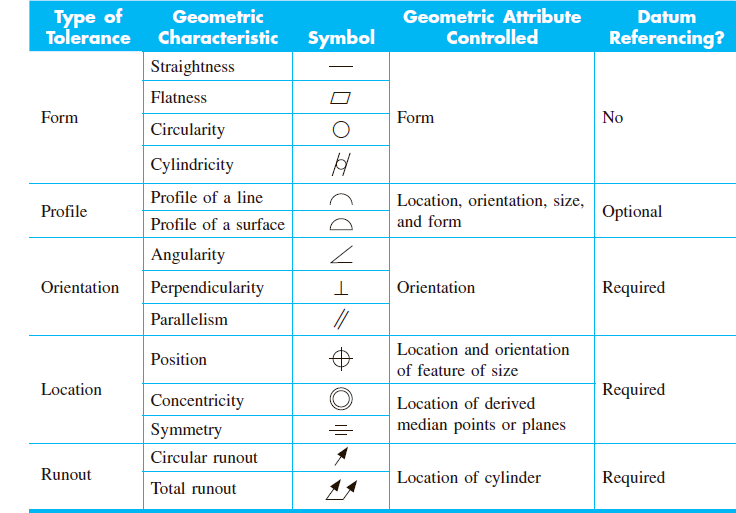 Type of Tolerance
Geometric Characteristic
Symbol
Geometric Attribute Controlled
Datum Referencing?
Form
Straightness
Flatness
Circularity
Cylindricity
Form
No
Profile
Profile of a line
Profile of a surface
Location, orientation, size,
and form
Optional
Orientation
Angularity
Perpendicularity
Parallelism
Orientation
Required
Location
Position
Location and orientation
of feature of size
Concentricity
Symmetry
Location of derived
median points or planes
Required
Runout
Circular runout
Total runout
Location of cylinder
Required